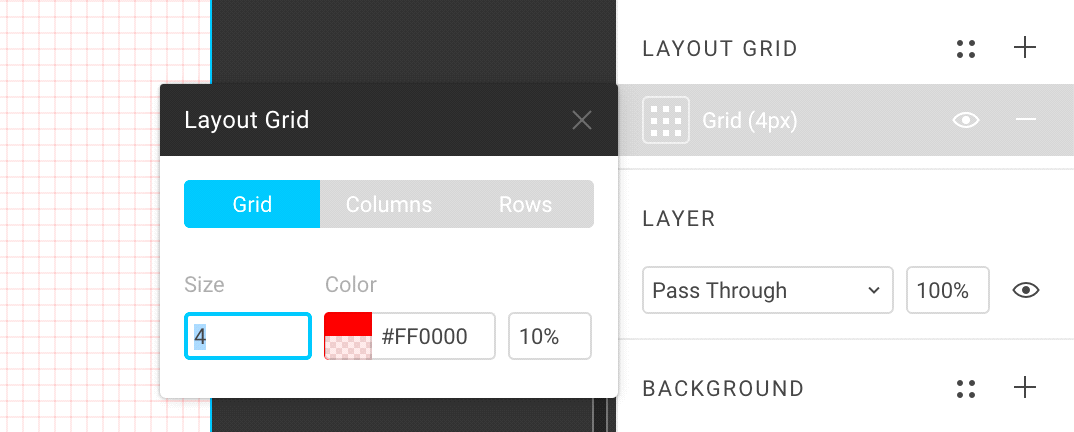 LAYOUT GRID
Layout Grid
Grid (4px)
Grid Columns Rows
LAYER
Size Color
Pass Through 100%
4 #FF0000 10%
BACKGROUND